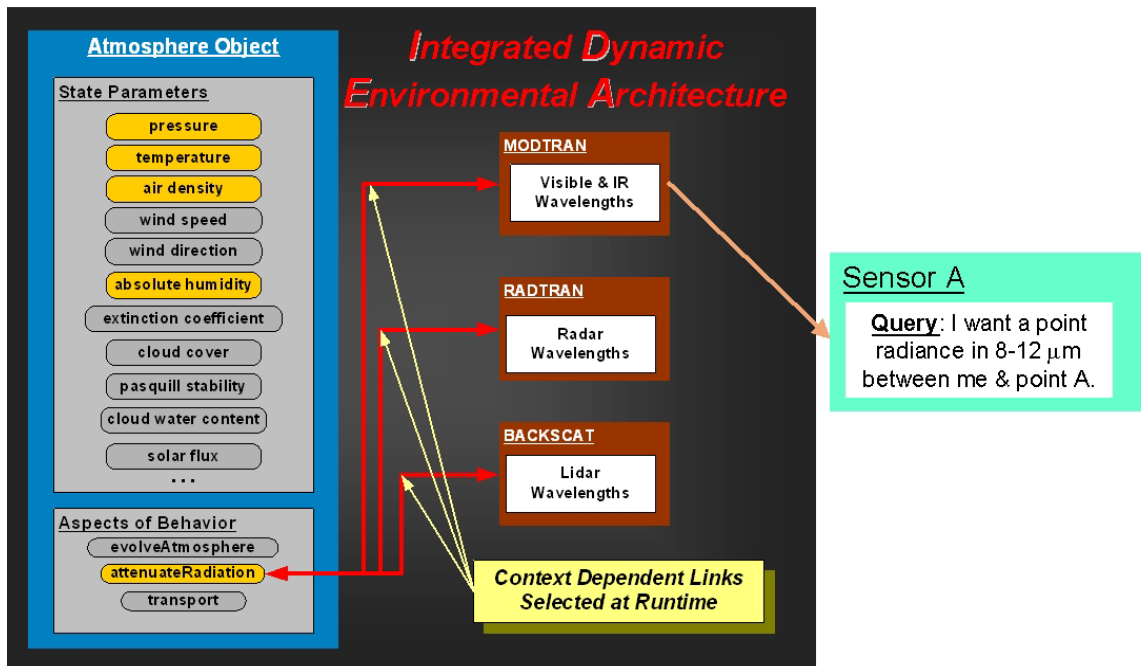 Atmosphere Object
State Parameters
pressure
temperature
air density
wind speed
wind direction
absolute humidity
extinction coefficient
cloud cover
pasquill stability
cloud water content
solar flux
...
Aspects of Behavior
evolveAtmosphere
attenuateRadiation
transport
Integrated Dynamic
Environmental Architecture
MODTRAN
Visible & IR
Wavelengths
RADTRAN
Radar
Wavelengths
BACKSCAT
Lidar
Wavelengths
Context Dependent Links
Selected at Runtime
Sensor A
Query: I want a point
radiance in 8-12 μm
between me & point A.